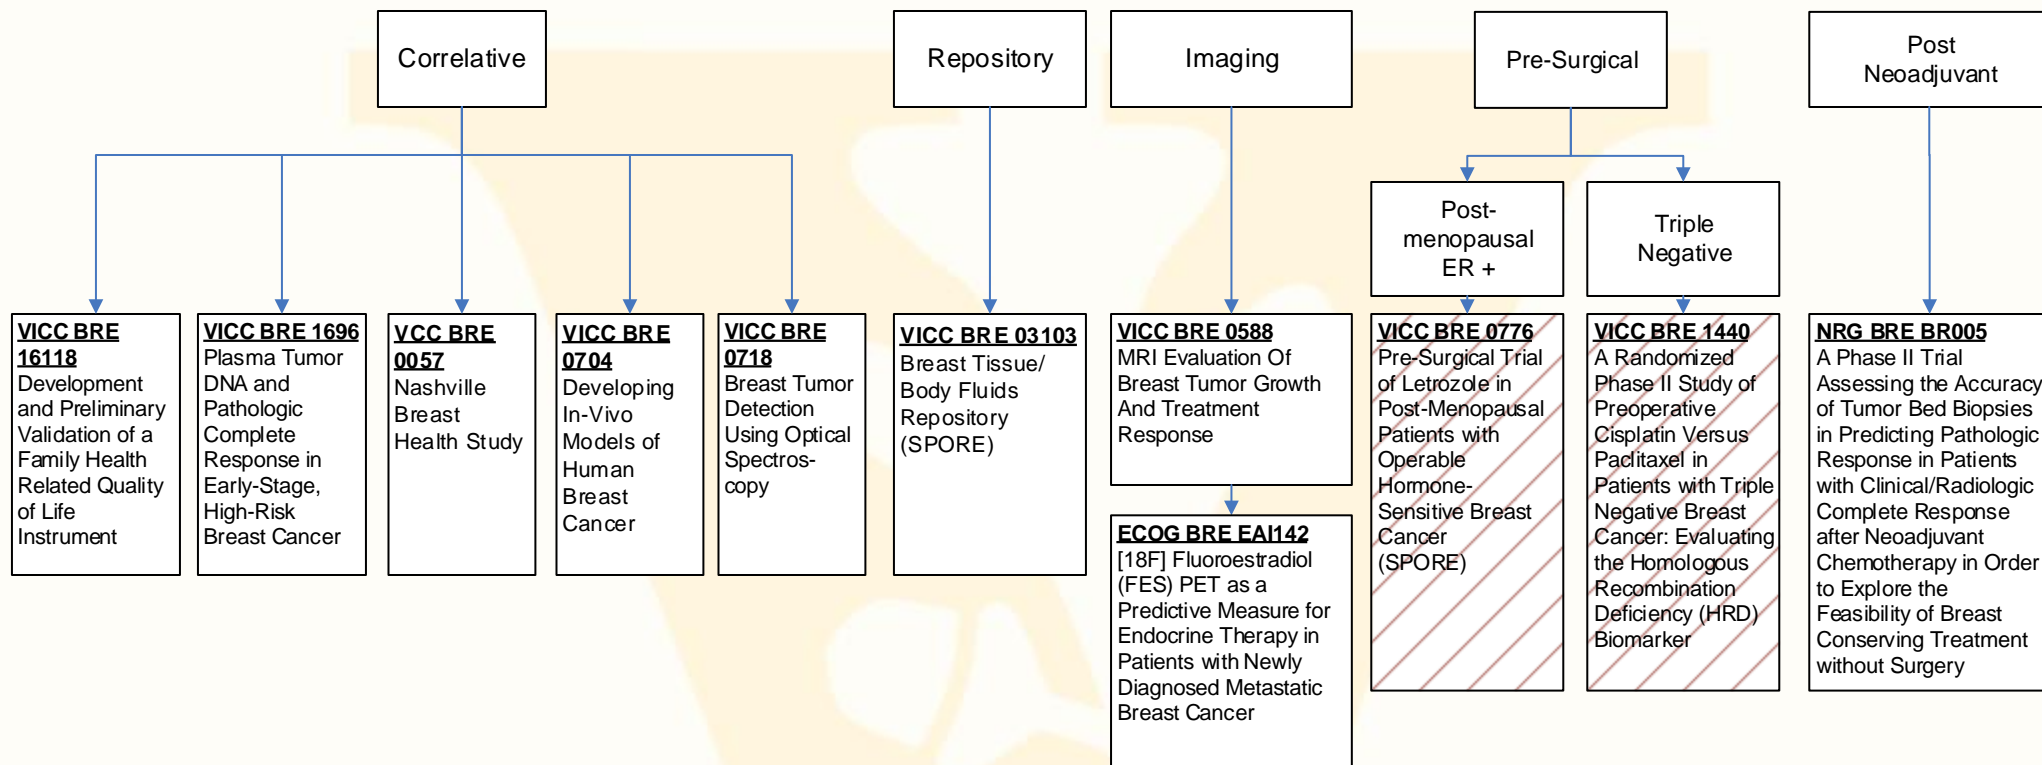 Correlative
Repository
Imaging
Pre-Surgical
Post
Neoadjuvant
Post-
menopausal
ER +
Triple
Negative
VICC BRE
16118
Development
and Preliminary
Validation of a
Family Health
Related Quality
of Life
Instrument
VICC BRE 1696
Plasma Tumor
DNA and
Pathologic
Complete
Response in
Early-Stage,
High-Risk
Breast Cancer
VCC BRE
0057
Nashville
Breast
Health Study
VICC BRE
0704
Developing
In-Vivo
Models of
Human
Breast
Cancer
VICC BRE
0718
Breast Tumor
Detection
Using Optical
Spectros-
copy
VICC BRE 03103
Breast Tissue/
Body Fluids
Repository
(SPORE)
VICC BRE 0588
MRI Evaluation Of
Breast Tumor Growth
And Treatment
Response
ECOG BRE EAI142
[18F] Fluoroestradiol
(FES) PET as a
Predictive Measure for
Endocrine Therapy in
Patients with Newly
Diagnosed Metastatic
Breast Cancer
VICC BRE 0776
Pre-Surgical Trial
of Letrozole in
Post-Menopausal
Patients with
Operable
Hormone-
Sensitive Breast
Cancer
(SPORE)
VICC BRE 1440
A Randomized
Phase II Study of
Preoperative
Cisplatin Versus
Paclitaxel in
Patients with Triple
Negative Breast
Cancer: Evaluating
the Homologous
Recombination
Deficiency (HRD)
Biomarker
NRG BRE BR005
A Phase II Trial
Assessing the Accuracy
of Tumor Bed Biopsies
in Predicting Pathologic
Response in Patients
with Clinical/Radiologic
Complete Response
after Neoadjuvant
Chemotherapy in Order
to Explore the
Feasibility of Breast
Conserving Treatment
without Surgery